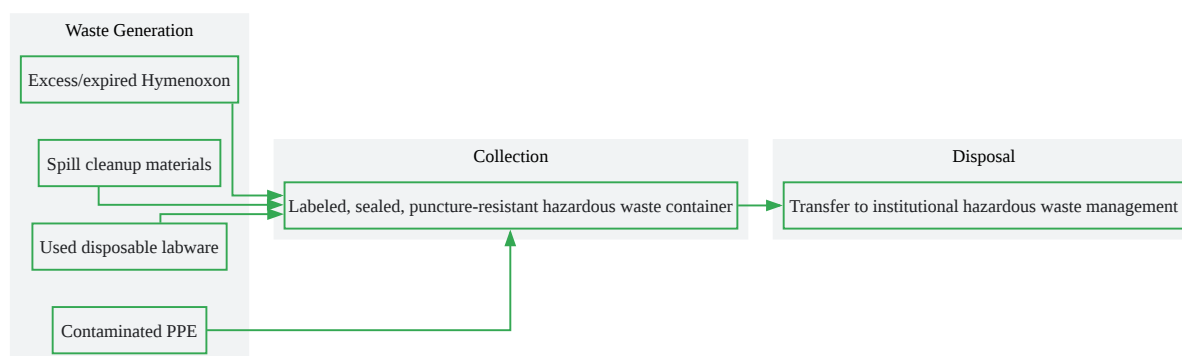 Waste Generation
Excess/expired Hymenoxon
Spill cleanup materials
Used disposable labware
Contaminated PPE
Collection
Labeled, sealed, puncture-resistant hazardous waste container
Disposal
Transfer to institutional hazardous waste management